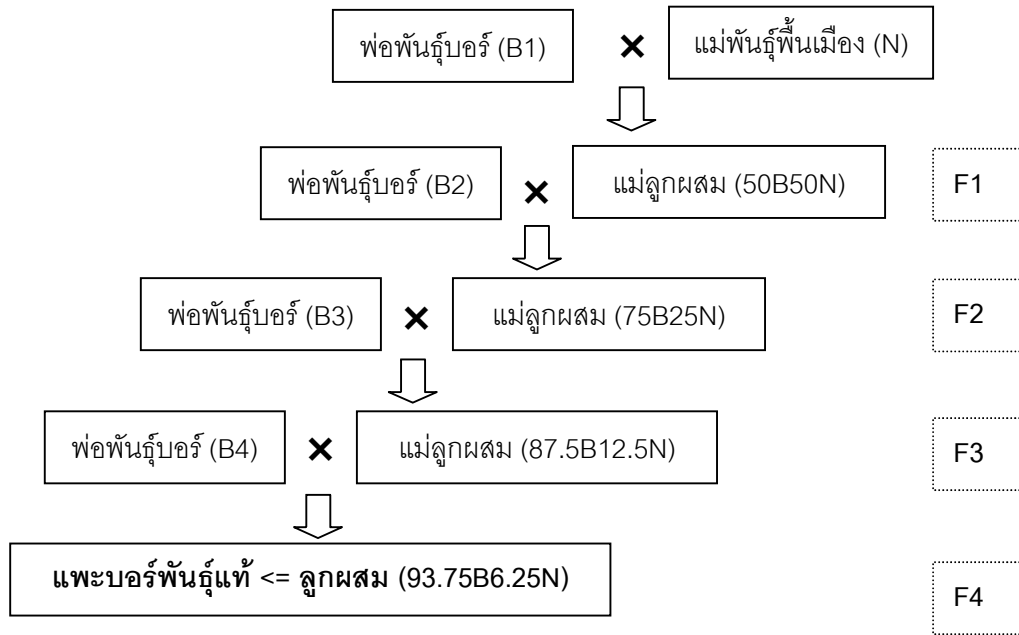 พ่อพันธุ์บอร์ (B1) × แม่พันธุ์พื้นเมือง (N)
พ่อพันธุ์บอร์ (B2) × แม่ลูกผสม (50B50N) F1
พ่อพันธุ์บอร์ (B3) × แม่ลูกผสม (75B25N) F2
พ่อพันธุ์บอร์ (B4) × แม่ลูกผสม (87.5B12.5N) F3
แพะบอร์พันธุ์แท้ <= ลูกผสม (93.75B6.25N) F4